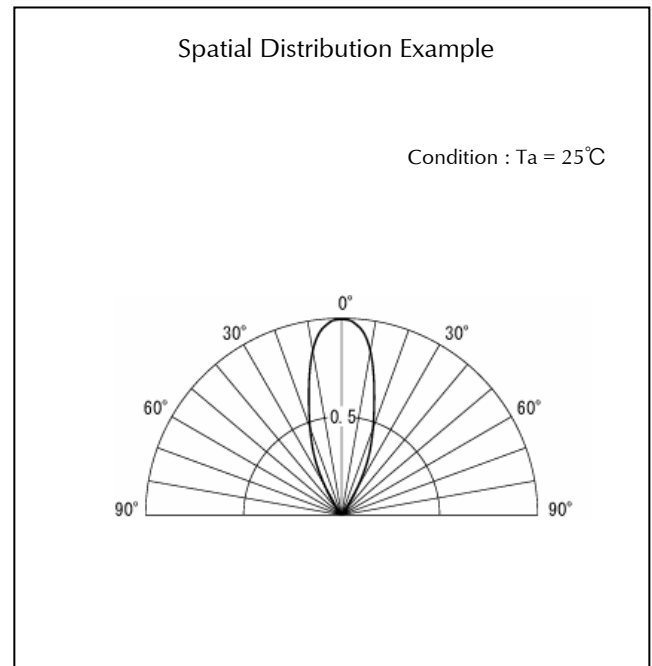 Spatial Distribution Example
Condition : Ta = 25℃
0°
30° 30°
60° 60°
0. 5
90° 90°